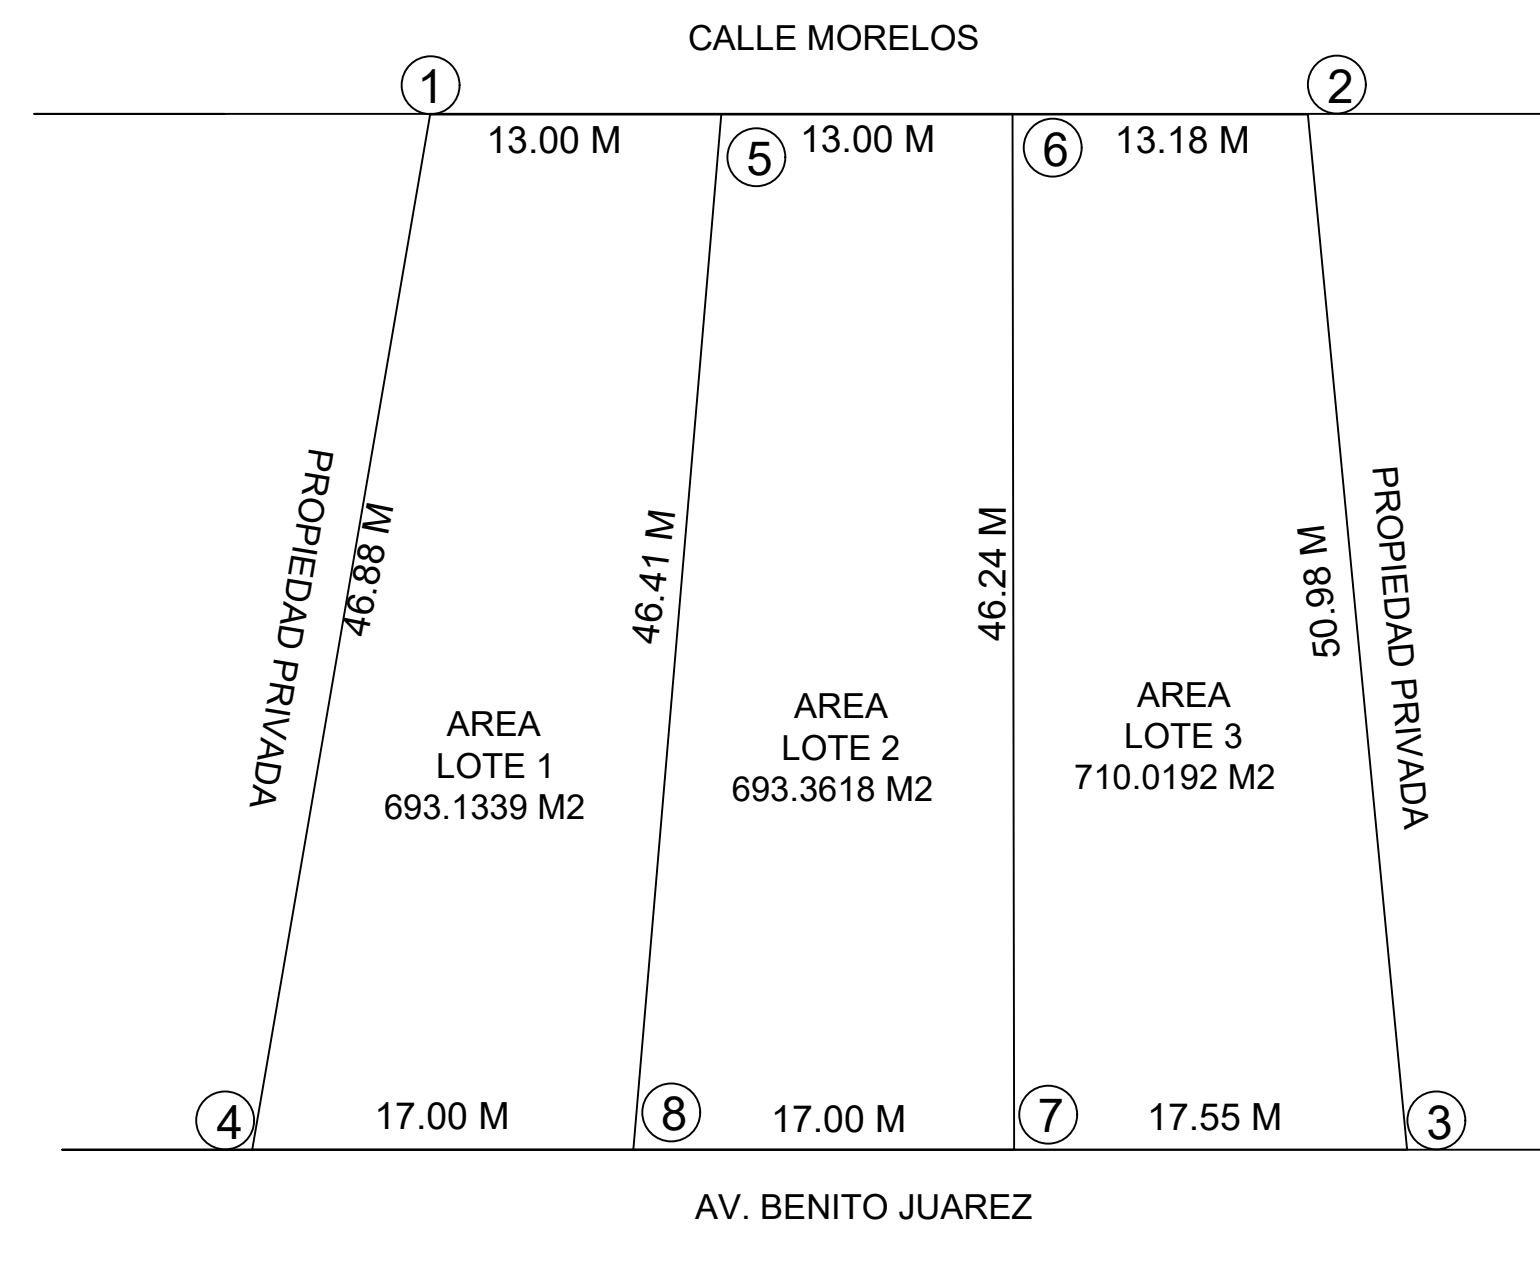 CALLE MORELOS
1
2
13.00 M
5
13.00 M
6
13.18 M
PROPIEDAD PRIVADA
46.88 M
46.41 M
46.24 M
50.98 M
PROPIEDAD PRIVADA
AREA
LOTE 1
693.1339 M2
AREA
LOTE 2
693.3618 M2
AREA
LOTE 3
710.0192 M2
4
17.00 M
8
17.00 M
7
17.55 M
3
AV. BENITO JUAREZ